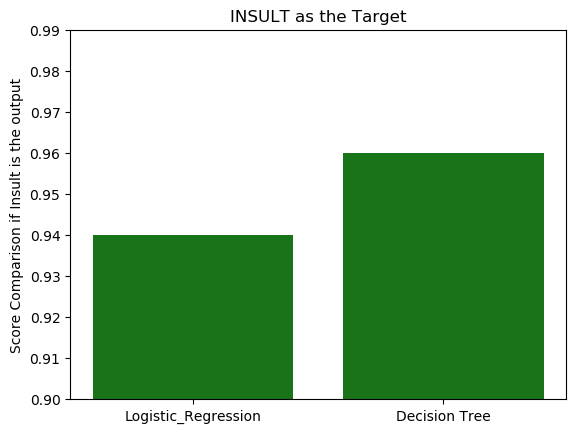 INSULT as the Target
Score Comparison if Insult is the output
0.99
0.98
0.97
0.96
0.95
0.94
0.93
0.92
0.91
0.90
Logistic_Regression
Decision Tree